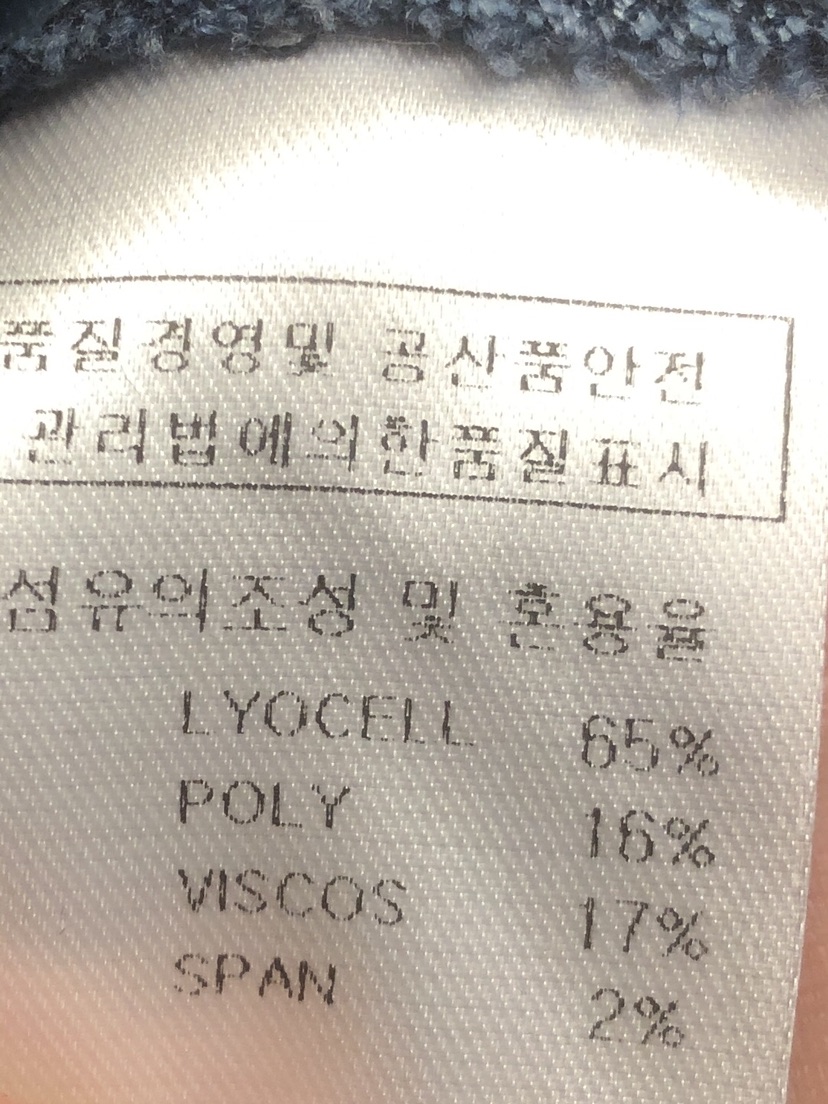 품질경영및 공산품안전
관리법에의한품질표시
섬유의조성 및 혼용율
LYOCELL 65%
POLY 16%
VISCOS 17%
SPAN 2%